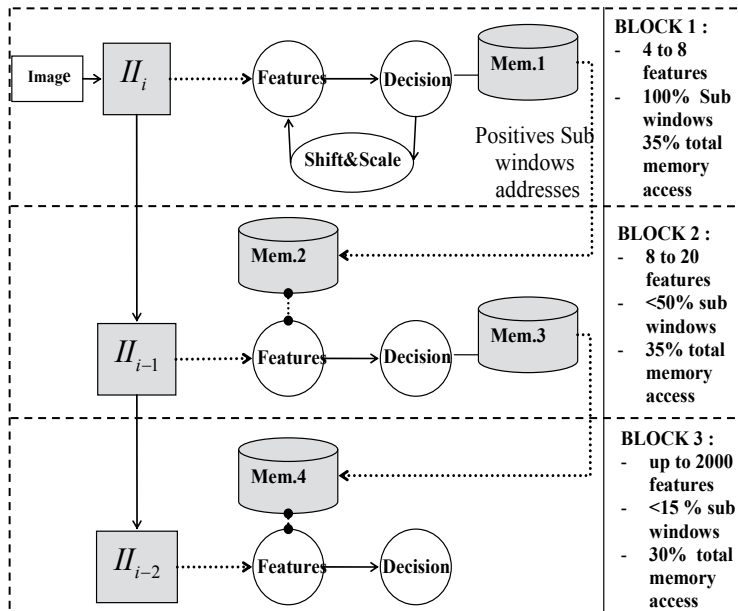 Image
II_i
Features
Decision
Mem.1
Shift&Scale
Positives Sub
windows
addresses
BLOCK 1 :
- 4 to 8
features
- 100% Sub
windows
35% total
memory
access
Mem.2
II_{i-1}
Features
Decision
Mem.3
BLOCK 2 :
- 8 to 20
features
- <50% sub
windows
- 35% total
memory
access
Mem.4
II_{i-2}
Features
Decision
BLOCK 3 :
- up to 2000
features
- <15 % sub
windows
- 30% total
memory
access